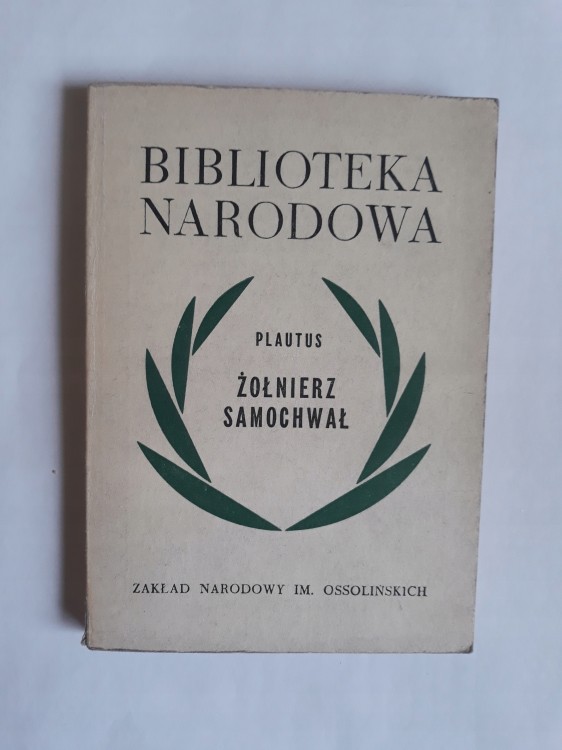 BIBLIOTEKA
NARODOWA
PLAUTUS
ŻOŁNIERZ
SAMOCHWAŁ
ZAKŁAD NARODOWY IM. OSSOLIŃSKICH